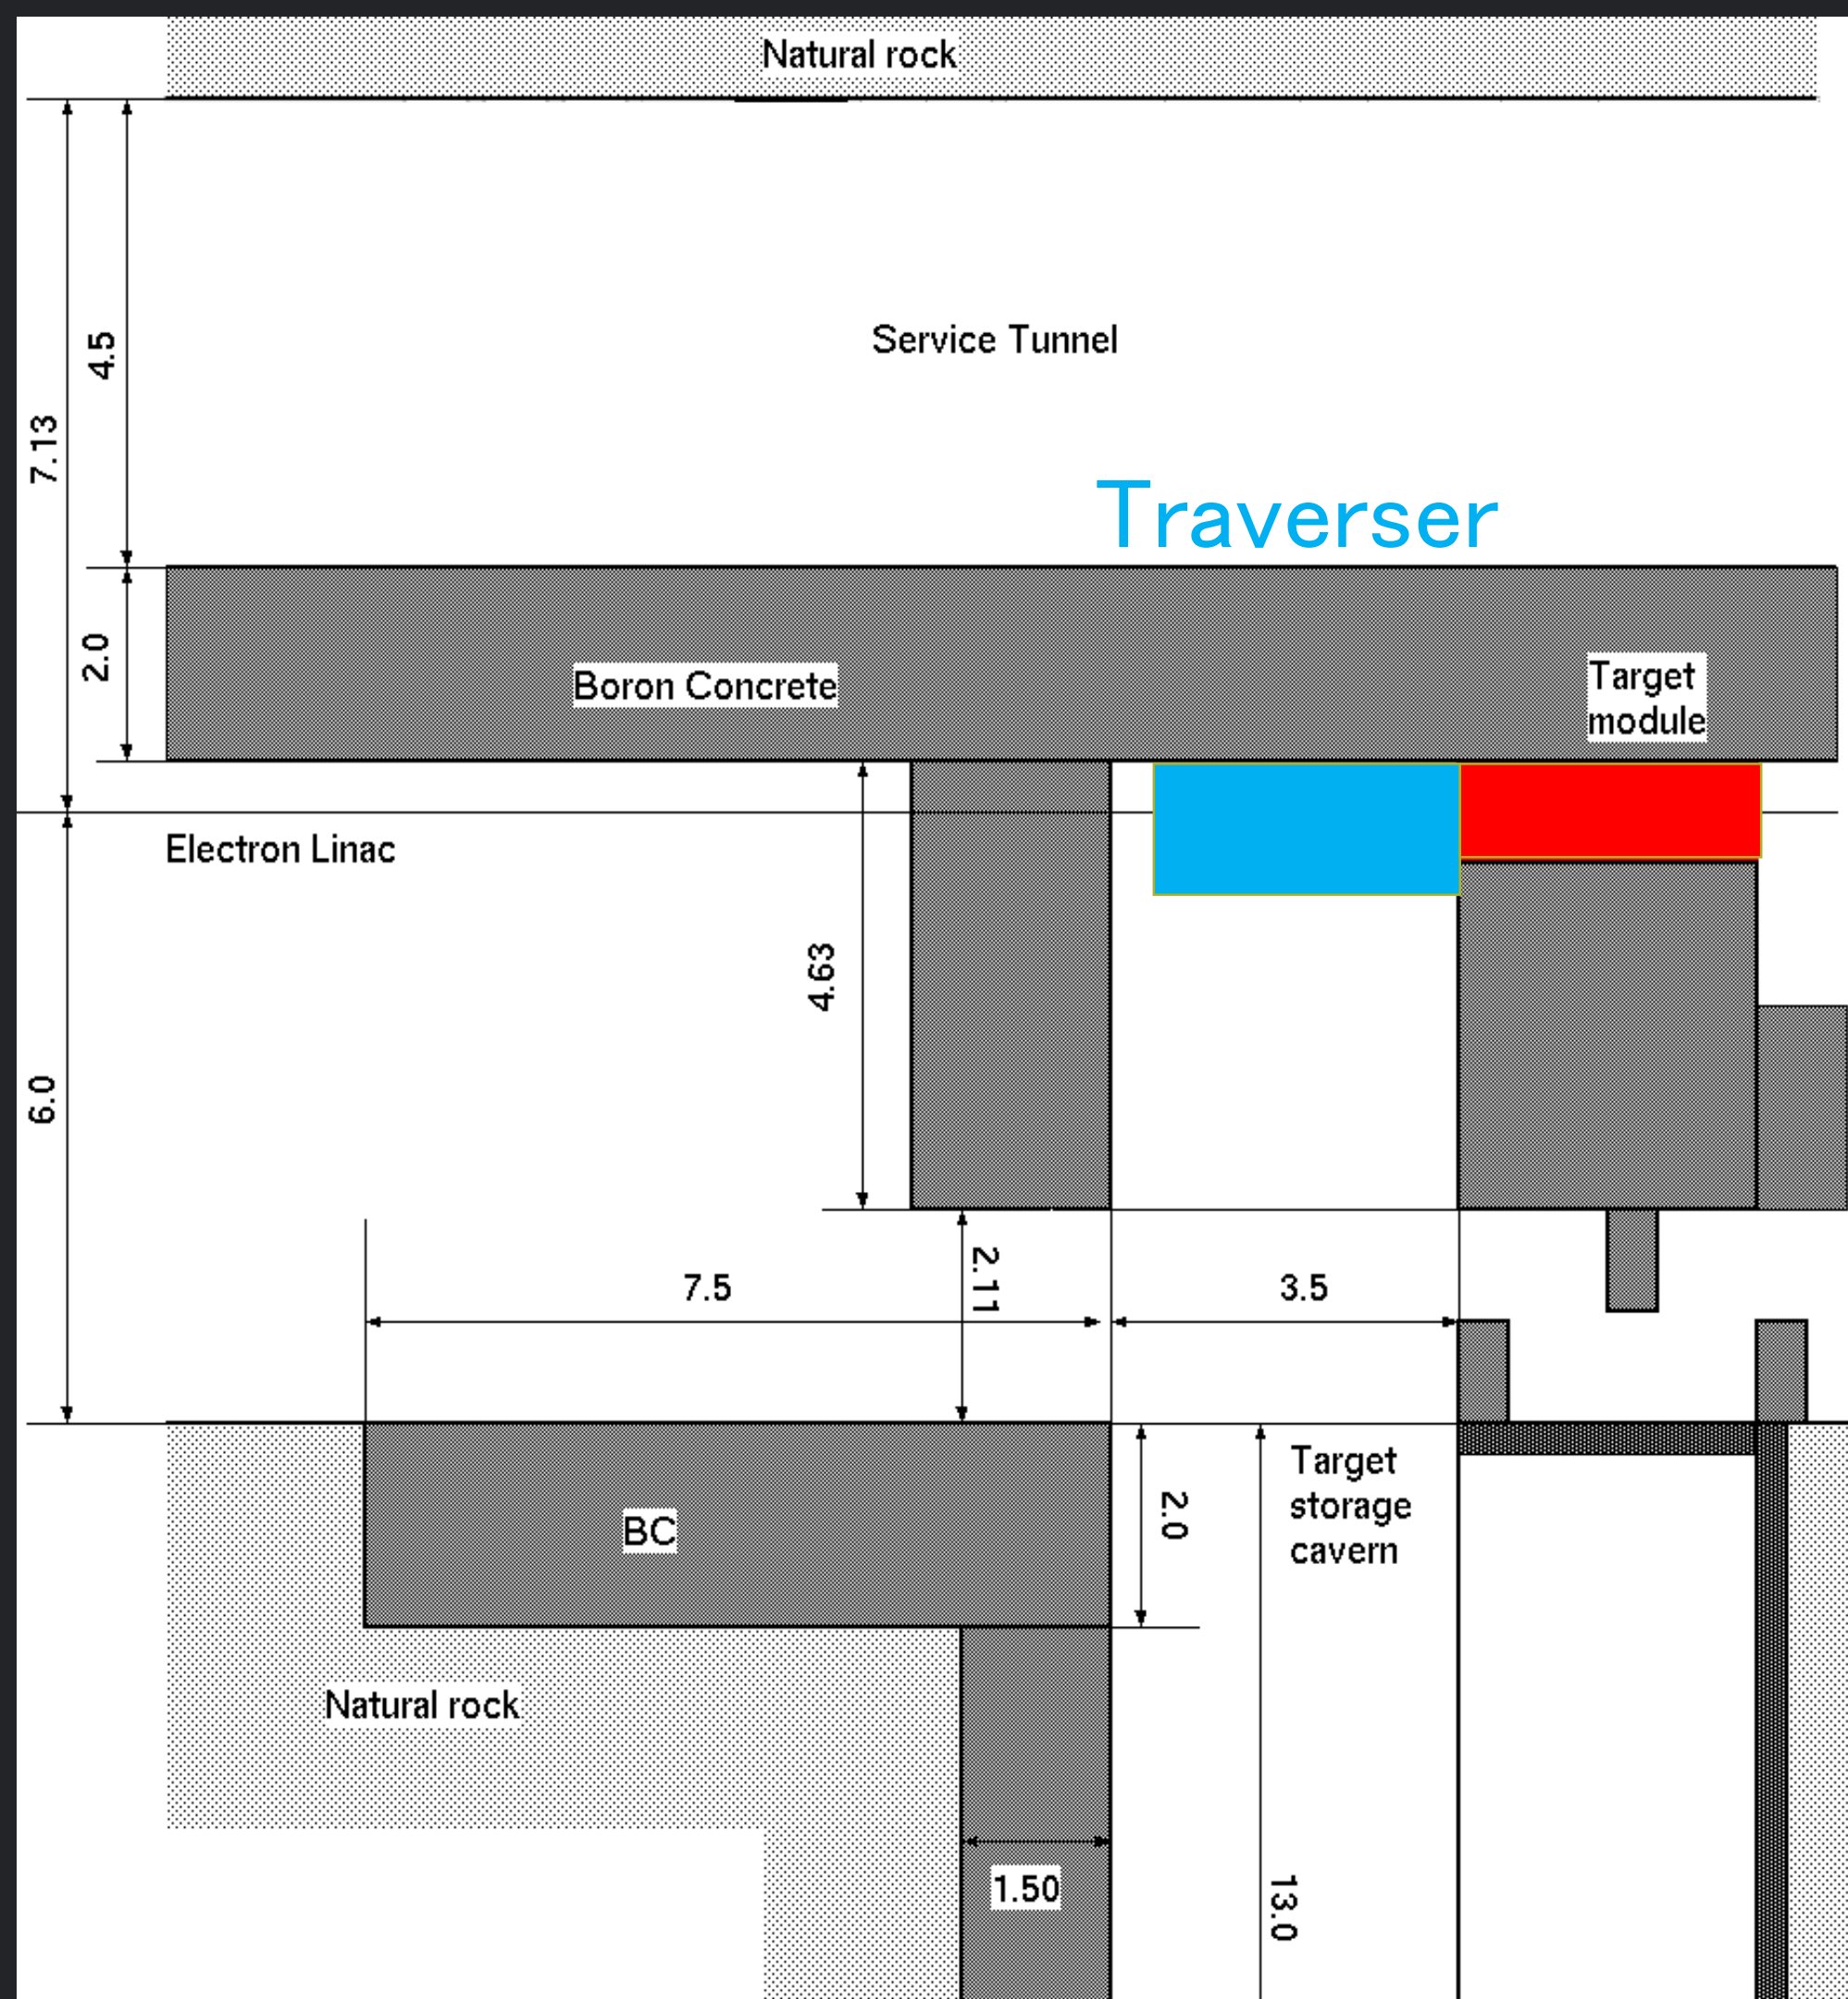 Natural rock
Service Tunnel
4.5
7.13
Traverser
2.0
Boron Concrete
Target
module
Electron Linac
4.63
6.0
2.11
7.5
3.5
Target
storage
cavern
2.0
BC
Natural rock
1.50
13.0